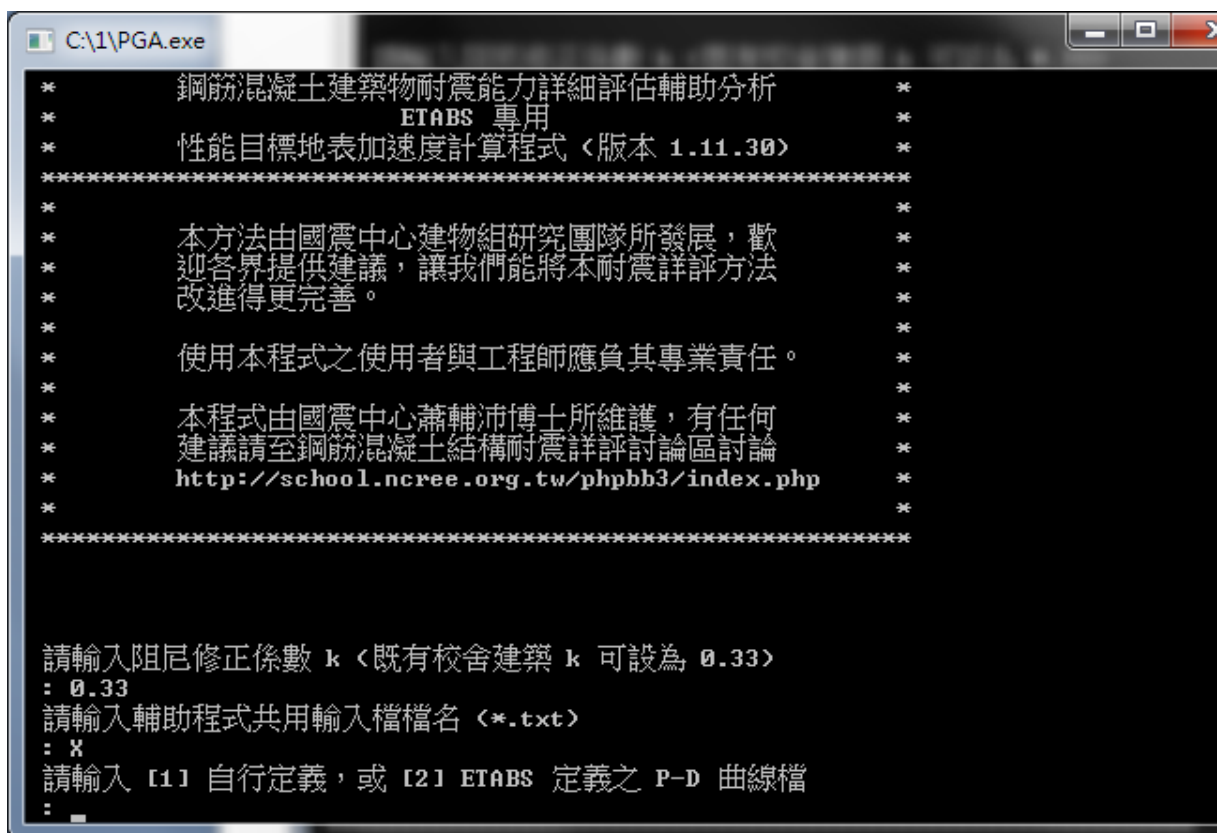 C:\1\PGA.exe
* 鋼筋混凝土建築物耐震能力詳細評估輔助分析 *
* ETABS 專用 *
* 性能目標地表加速度計算程式 (版本 1.11.30) *
**********************************************************
* *
* 本方法由國震中心建物組研究團隊所發展，歡 *
* 迎各界提供建議，讓我們能將本耐震詳評方法 *
* 改進得更完善。 *
* *
* 使用本程式之使用者與工程師應負其專業責任。 *
* *
* 本程式由國震中心蕭輔沛博士所維護，有任何 *
* 建議請至鋼筋混凝土結構耐震詳評討論區討論 *
* http://school.ncree.org.tw/phpbb3/index.php *
* *
**********************************************************
請輸入阻尼修正係數 k (既有校舍建築 k 可設為 0.33)
: 0.33
請輸入輔助程式共用輸入檔檔名 (*.txt)
: X
請輸入 [1] 自行定義，或 [2] ETABS 定義之 P-D 曲線檔
: _